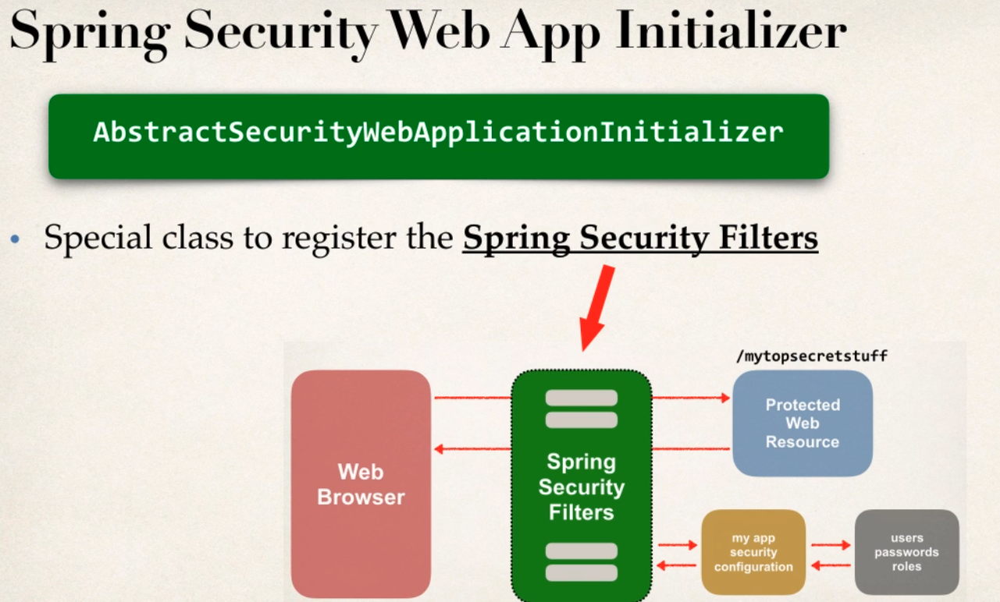 Spring Security Web App Initializer
AbstractSecurityWebApplicationInitializer
• Special class to register the Spring Security Filters
/mytopsecretstuff
Web
Browser
Spring
Security
Filters
Protected
Web
Resource
my app
security
configuration
users
passwords
roles